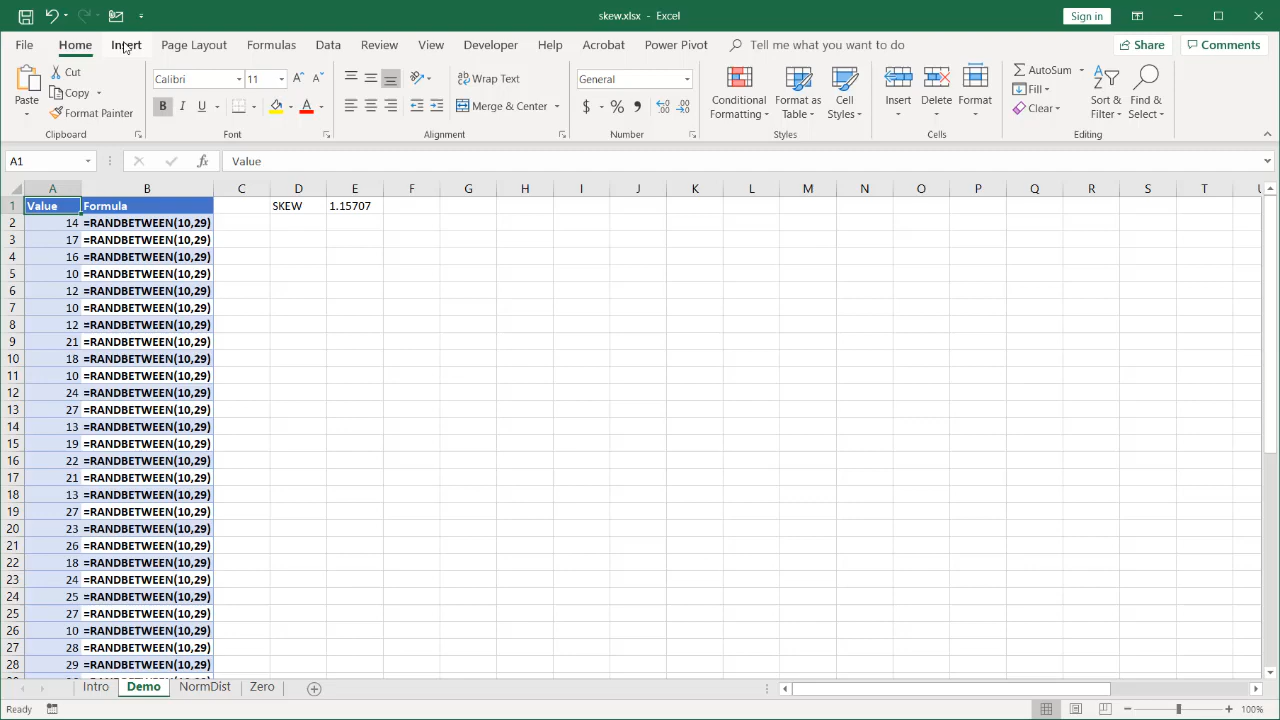 skew.xlsx - Excel
Sign in
File Home Insert Page Layout Formulas Data Review View Developer Help Acrobat Power Pivot Tell me what you want to do Share Comments
Paste Cut Copy Format Painter
Clipboard
Calibri 11
B I U A
Font
Wrap Text
Merge & Center
Alignment
General
$ % ,
Number
Conditional Formatting Format as Table Cell Styles
Styles
Insert Delete Format
Cells
AutoSum
Fill
Clear
Sort & Filter Find & Select
Editing
A1 fx Value
A B C D E F G H I J K L M N O P Q R S T U
1 Value Formula SKEW 1.15707
2 14 =RANDBETWEEN(10,29)
3 17 =RANDBETWEEN(10,29)
4 16 =RANDBETWEEN(10,29)
5 10 =RANDBETWEEN(10,29)
6 12 =RANDBETWEEN(10,29)
7 10 =RANDBETWEEN(10,29)
8 12 =RANDBETWEEN(10,29)
9 21 =RANDBETWEEN(10,29)
10 18 =RANDBETWEEN(10,29)
11 10 =RANDBETWEEN(10,29)
12 24 =RANDBETWEEN(10,29)
13 27 =RANDBETWEEN(10,29)
14 13 =RANDBETWEEN(10,29)
15 19 =RANDBETWEEN(10,29)
16 22 =RANDBETWEEN(10,29)
17 21 =RANDBETWEEN(10,29)
18 13 =RANDBETWEEN(10,29)
19 27 =RANDBETWEEN(10,29)
20 23 =RANDBETWEEN(10,29)
21 26 =RANDBETWEEN(10,29)
22 18 =RANDBETWEEN(10,29)
23 24 =RANDBETWEEN(10,29)
24 25 =RANDBETWEEN(10,29)
25 27 =RANDBETWEEN(10,29)
26 10 =RANDBETWEEN(10,29)
27 28 =RANDBETWEEN(10,29)
28 29 =RANDBETWEEN(10,29)
Intro Demo NormDist Zero
Ready 100%